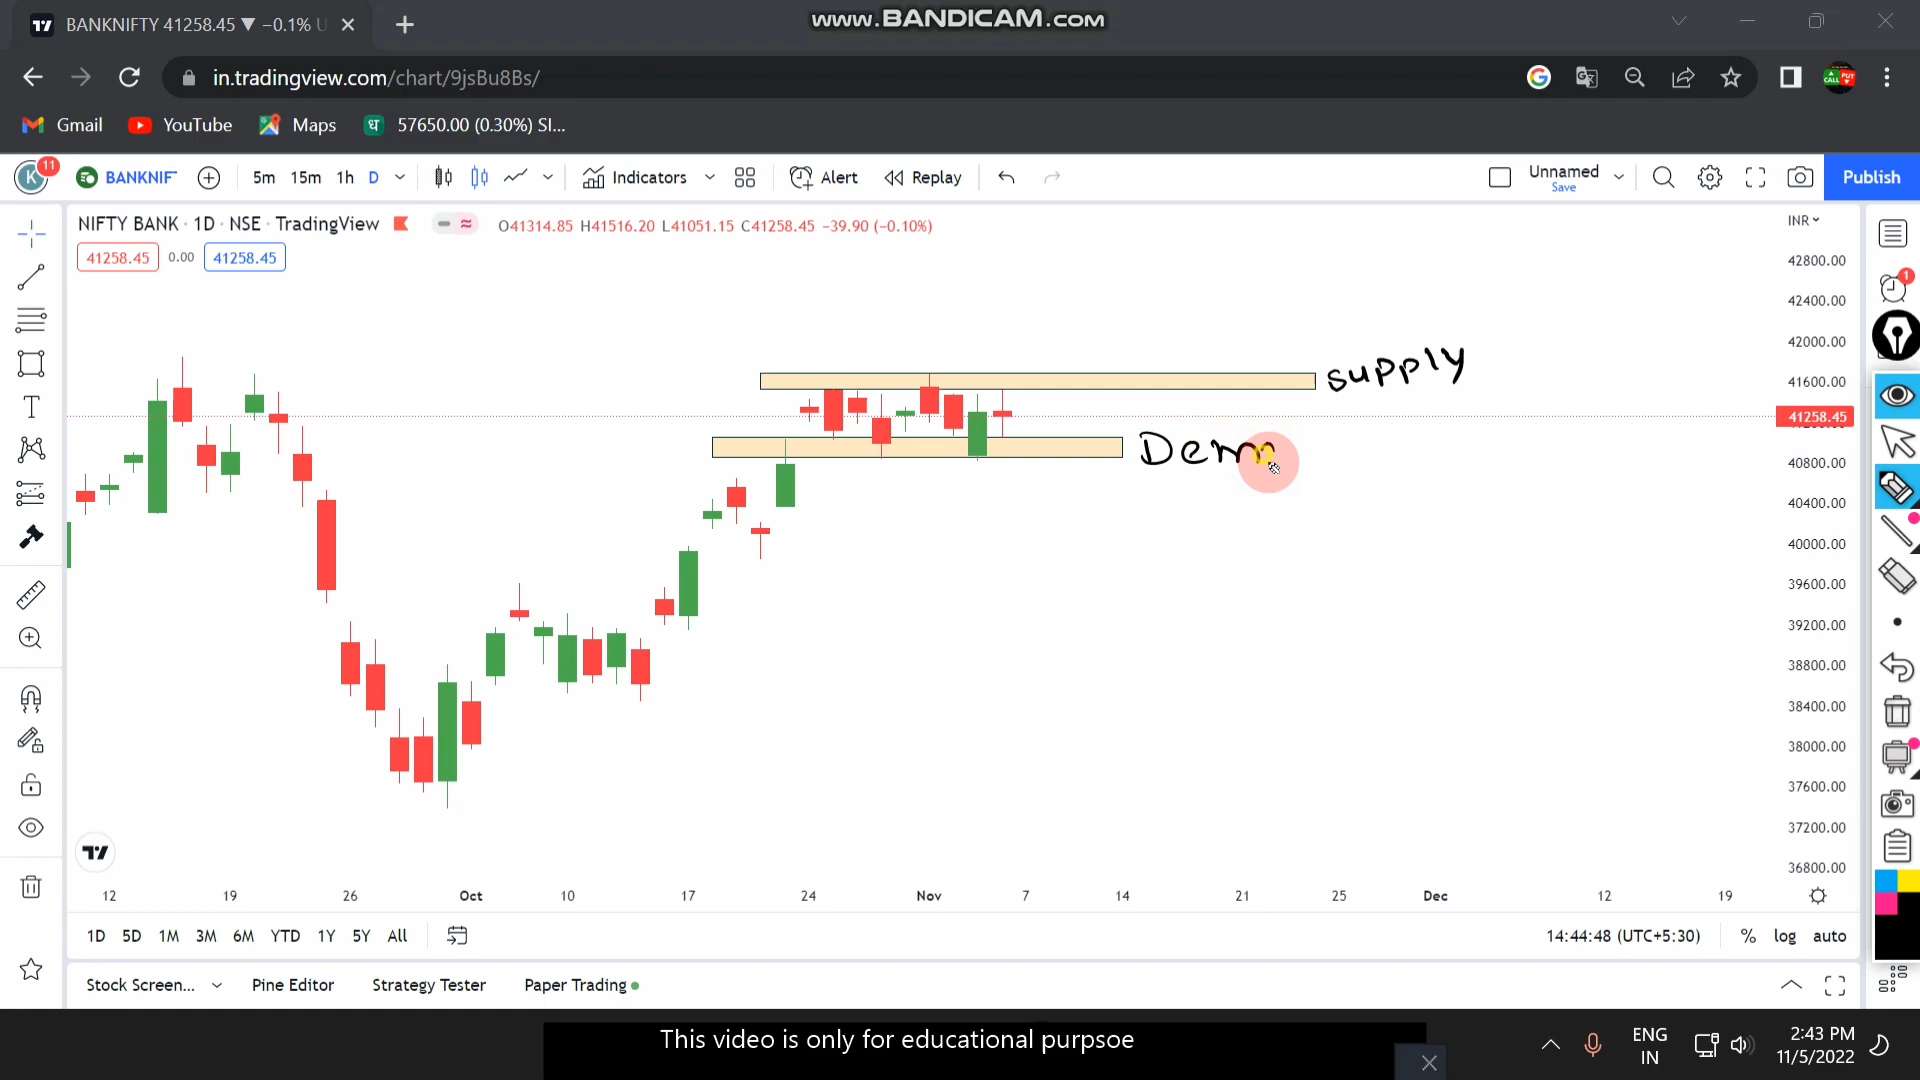 BANKNIFTY 41258.45 ▼ −0.1% U
www.BANDICAM.com
in.tradingview.com/chart/9jsBu8Bs/
CALL PUT
Gmail YouTube Maps 57650.00 (0.30%) SI...
K 11 BANKNIF 5m 15m 1h D Indicators Alert Replay Unnamed Save Publish
NIFTY BANK · 1D · NSE · TradingView O41314.85 H41516.20 L41051.15 C41258.45 −39.90 (−0.10%) INR
41258.45 0.00 41258.45
42800.00
1
42400.00
42000.00
supply
41600.00
41258.45
Dem
40800.00
40400.00
40000.00
39600.00
39200.00
38800.00
38400.00
38000.00
37600.00
37200.00
36800.00
12 19 26 Oct 10 17 24 Nov 7 14 21 25 Dec 12 19
1D 5D 1M 3M 6M YTD 1Y 5Y All 14:44:48 (UTC+5:30) % log auto
Stock Screen... Pine Editor Strategy Tester Paper Trading
This video is only for educational purpsoe
ENG
IN
2:43 PM
11/5/2022